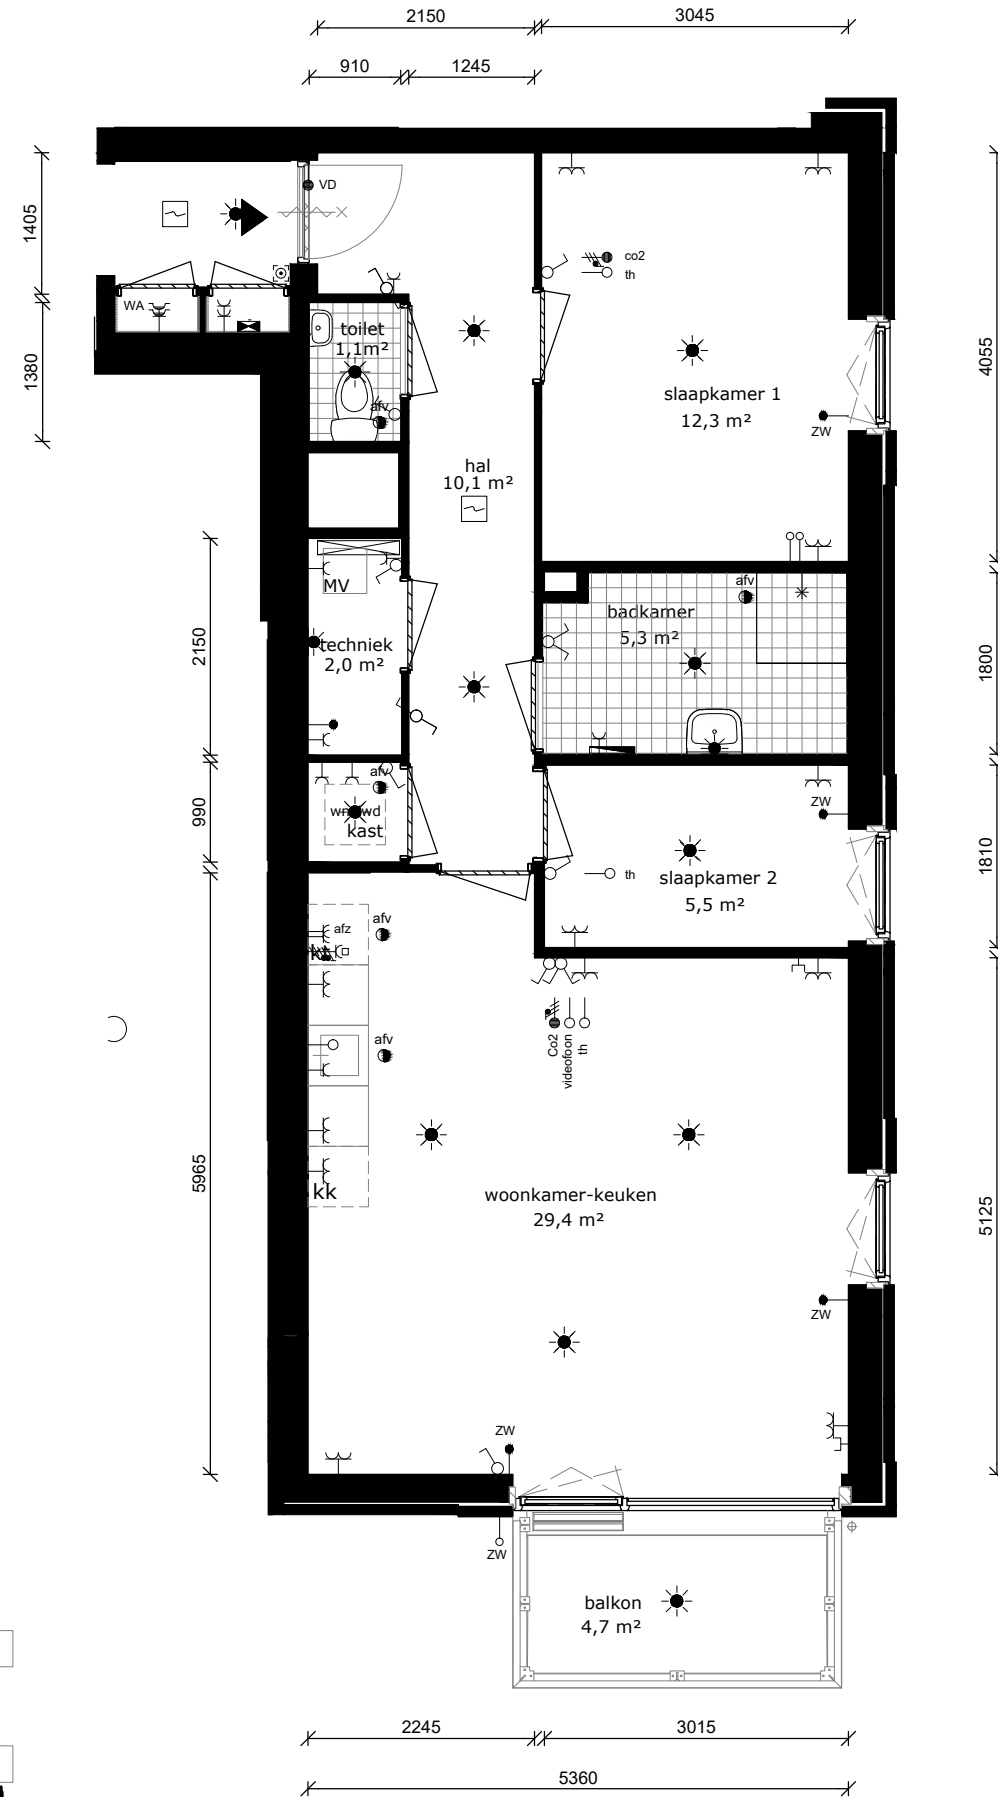 2150
3045
910
1245
1405
1380
2150
990
5965
4055
1800
1810
5125
VD
WA
co2
th
toilet
1,1m²
afv
slaapkamer 1
12,3 m²
ZW
hal
10,1 m²
MV
techniek
2,0 m²
afv
badkamer
5,3 m²
afv
kast
ZW
th
slaapkamer 2
5,5 m²
afz
afv
afv
Co2
videofoon
th
kk
woonkamer-keuken
29,4 m²
ZW
ZW
ZW
balkon
4,7 m²
2245
3015
5360